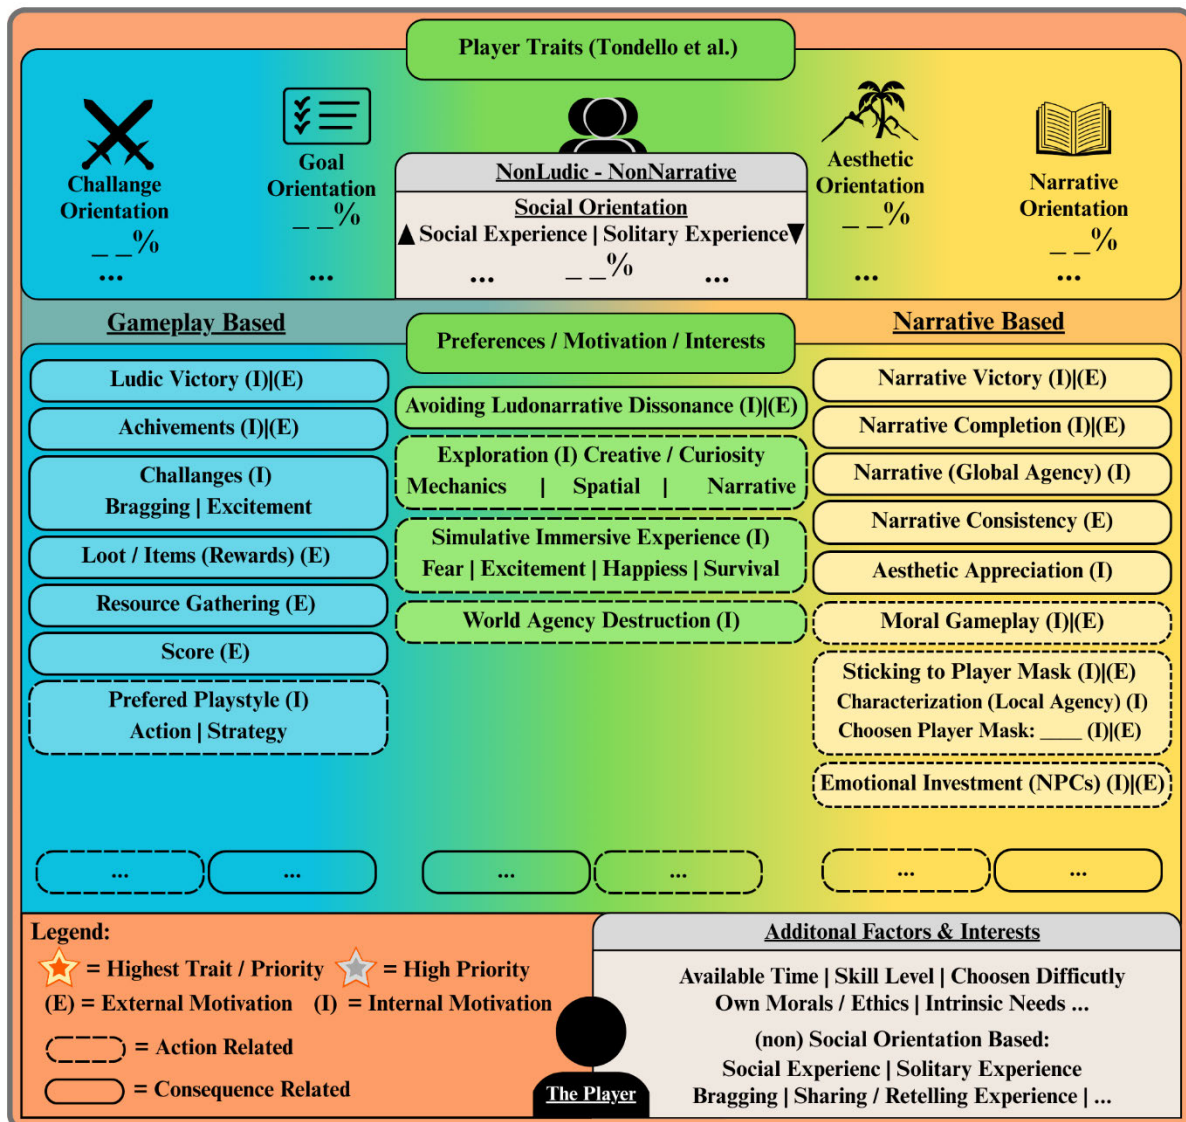 Player Traits (Tondello et al.)
Challange
Orientation
_ _%
...
Goal
Orientation
_ _%
...
NonLudic - NonNarrative
Social Orientation
▲ Social Experience | Solitary Experience▼
... _ _% ...
Aesthetic
Orientation
_ _%
...
Narrative
Orientation
_ _%
...
Gameplay Based
Preferences / Motivation / Interests
Narrative Based
Ludic Victory (I)|(E)
Achivements (I)|(E)
Challanges (I)
Bragging | Excitement
Loot / Items (Rewards) (E)
Resource Gathering (E)
Score (E)
Prefered Playstyle (I)
Action | Strategy
... ...
Avoiding Ludonarrative Dissonance (I)|(E)
Exploration (I) Creative / Curiosity
Mechanics | Spatial | Narrative
Simulative Immersive Experience (I)
Fear | Excitement | Happiess | Survival
World Agency Destruction (I)
... ...
Narrative Victory (I)|(E)
Narrative Completion (I)|(E)
Narrative (Global Agency) (I)
Narrative Consistency (E)
Aesthetic Appreciation (I)
Moral Gameplay (I)|(E)
Sticking to Player Mask (I)|(E)
Characterization (Local Agency) (I)
Choosen Player Mask: ____ (I)|(E)
Emotional Investment (NPCs) (I)|(E)
... ...
Legend:
= Highest Trait / Priority = High Priority
(E) = External Motivation (I) = Internal Motivation
= Action Related
= Consequence Related
The Player
Additonal Factors & Interests
Available Time | Skill Level | Choosen Difficutly
Own Morals / Ethics | Intrinsic Needs ...
(non) Social Orientation Based:
Social Experienc | Solitary Experience
Bragging | Sharing / Retelling Experience | ...